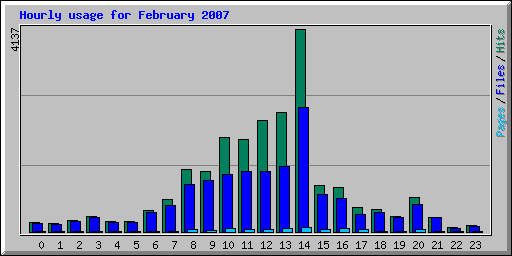 Hourly usage for February 2007
4137
Pages/Files/Hits
0 1 2 3 4 5 6 7 8 9 10 11 12 13 14 15 16 17 18 19 20 21 22 23